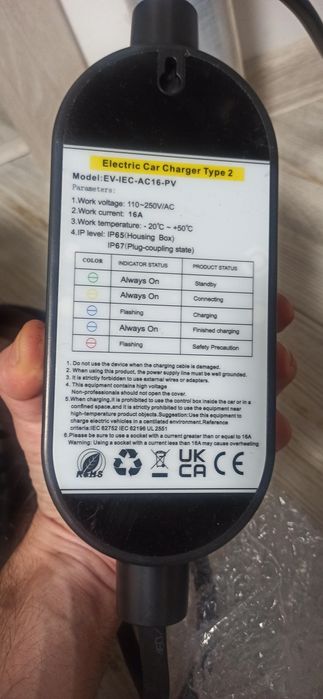 Electric Car Charger Type 2
Model:EV-IEC-AC16-PV
Parameters:
1.Work voltage: 110~250V/AC
2.Work current: 16A
3.Work temperature: - 20℃ ~ +50℃
4.IP level: IP65(Housing Box)
IP67(Plug-coupling state)
COLOR INDICATOR STATUS PRODUCT STATUS
Always On Standby
Always On Connecting
Flashing Charging
Always On Finished charging
Flashing Safety Precaution
1. Do not use the device when the charging cable is damaged.
2. When using this product, the power supply line must be well grounded.
3. It is strictly forbidden to use external wires or adapters.
4. This equipment contains high voltage
Non-professionals should not open the cover.
5.When charging,it is prohibited to use the control box inside the car or in a
confined space,and it is strictly prohibited to use the equipment near
high-temperature product objects.Suggestion:Use this equipment to
charge electric vehicles in a ventilated environment.Reference
criteria:IEC 62752 IEC 62196 UL 2551
6.Please be sure to use a socket with a current greater than or equal to 16A
Warning: Using a socket with a current less than 16A may cause overheating
RoHS
UK
CA
CE